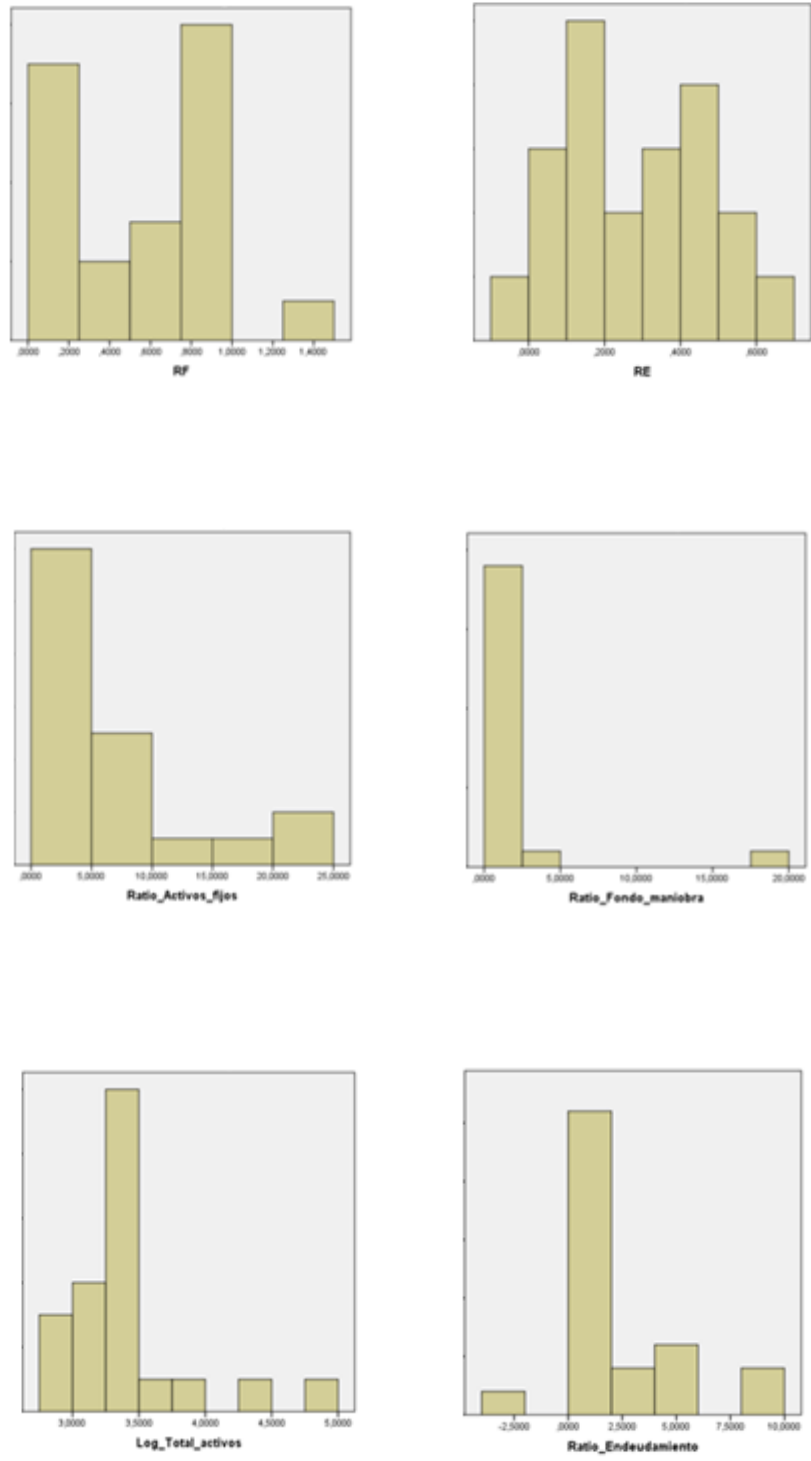 ,0000 ,2000 ,4000 ,6000 ,8000 1,0000 1,2000 1,4000
RF
,0000 ,2000 ,4000 ,6000
RE
,0000 5,0000 10,0000 15,0000 20,0000 25,0000
Ratio_Activos_fijos
,0000 5,0000 10,0000 15,0000 20,0000
Ratio_Fondo_maniobra
3,0000 3,5000 4,0000 4,5000 5,0000
Log_Total_activos
-2,5000 ,0000 2,5000 5,0000 7,5000 10,0000
Ratio_Endeudamiento